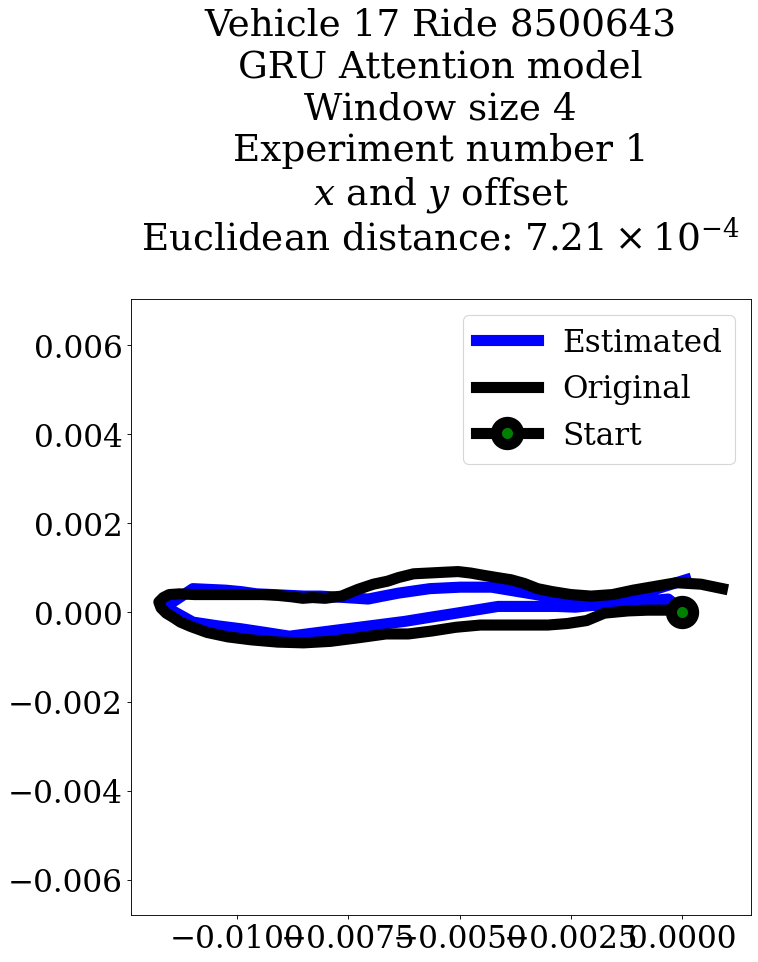 Vehicle 17 Ride 8500643
GRU Attention model
Window size 4
Experiment number 1
x and y offset
Euclidean distance: 7.21 × 10⁻⁴
Estimated
Original
Start
0.006
0.004
0.002
0.000
−0.002
−0.004
−0.006
−0.0100 −0.0075 −0.0050 −0.0025 0.0000